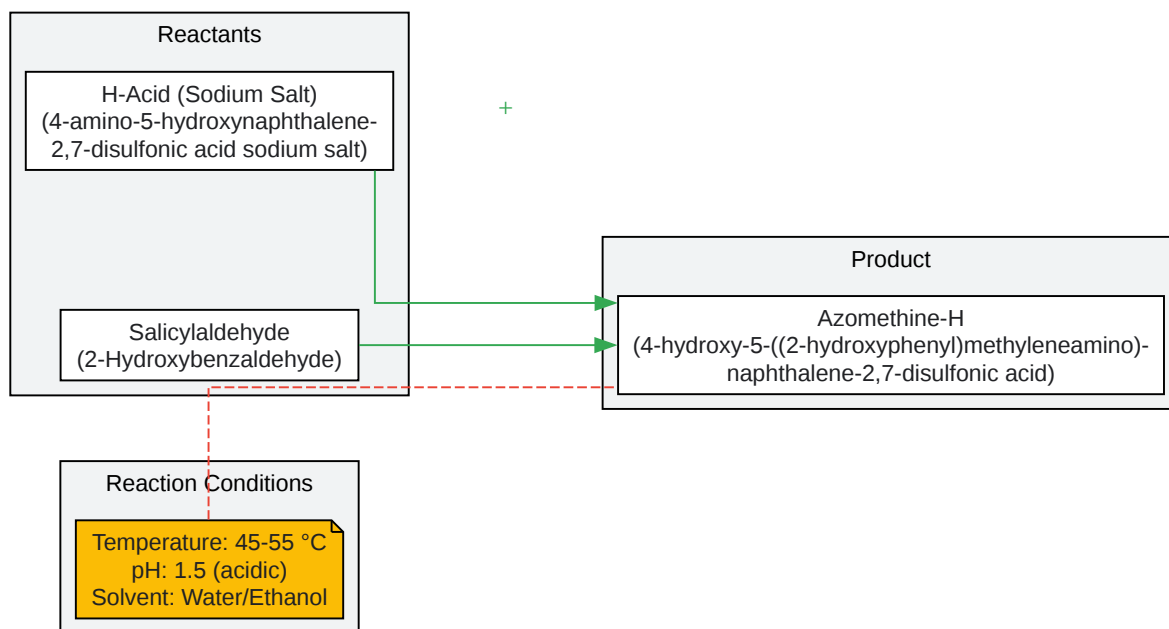 Reactants
H-Acid (Sodium Salt)
(4-amino-5-hydroxynaphthalene-
2,7-disulfonic acid sodium salt)
+
Salicylaldehyde
(2-Hydroxybenzaldehyde)
Product
Azomethine-H
(4-hydroxy-5-((2-hydroxyphenyl)methyleneamino)-
naphthalene-2,7-disulfonic acid)
Reaction Conditions
Temperature: 45-55 °C
pH: 1.5 (acidic)
Solvent: Water/Ethanol